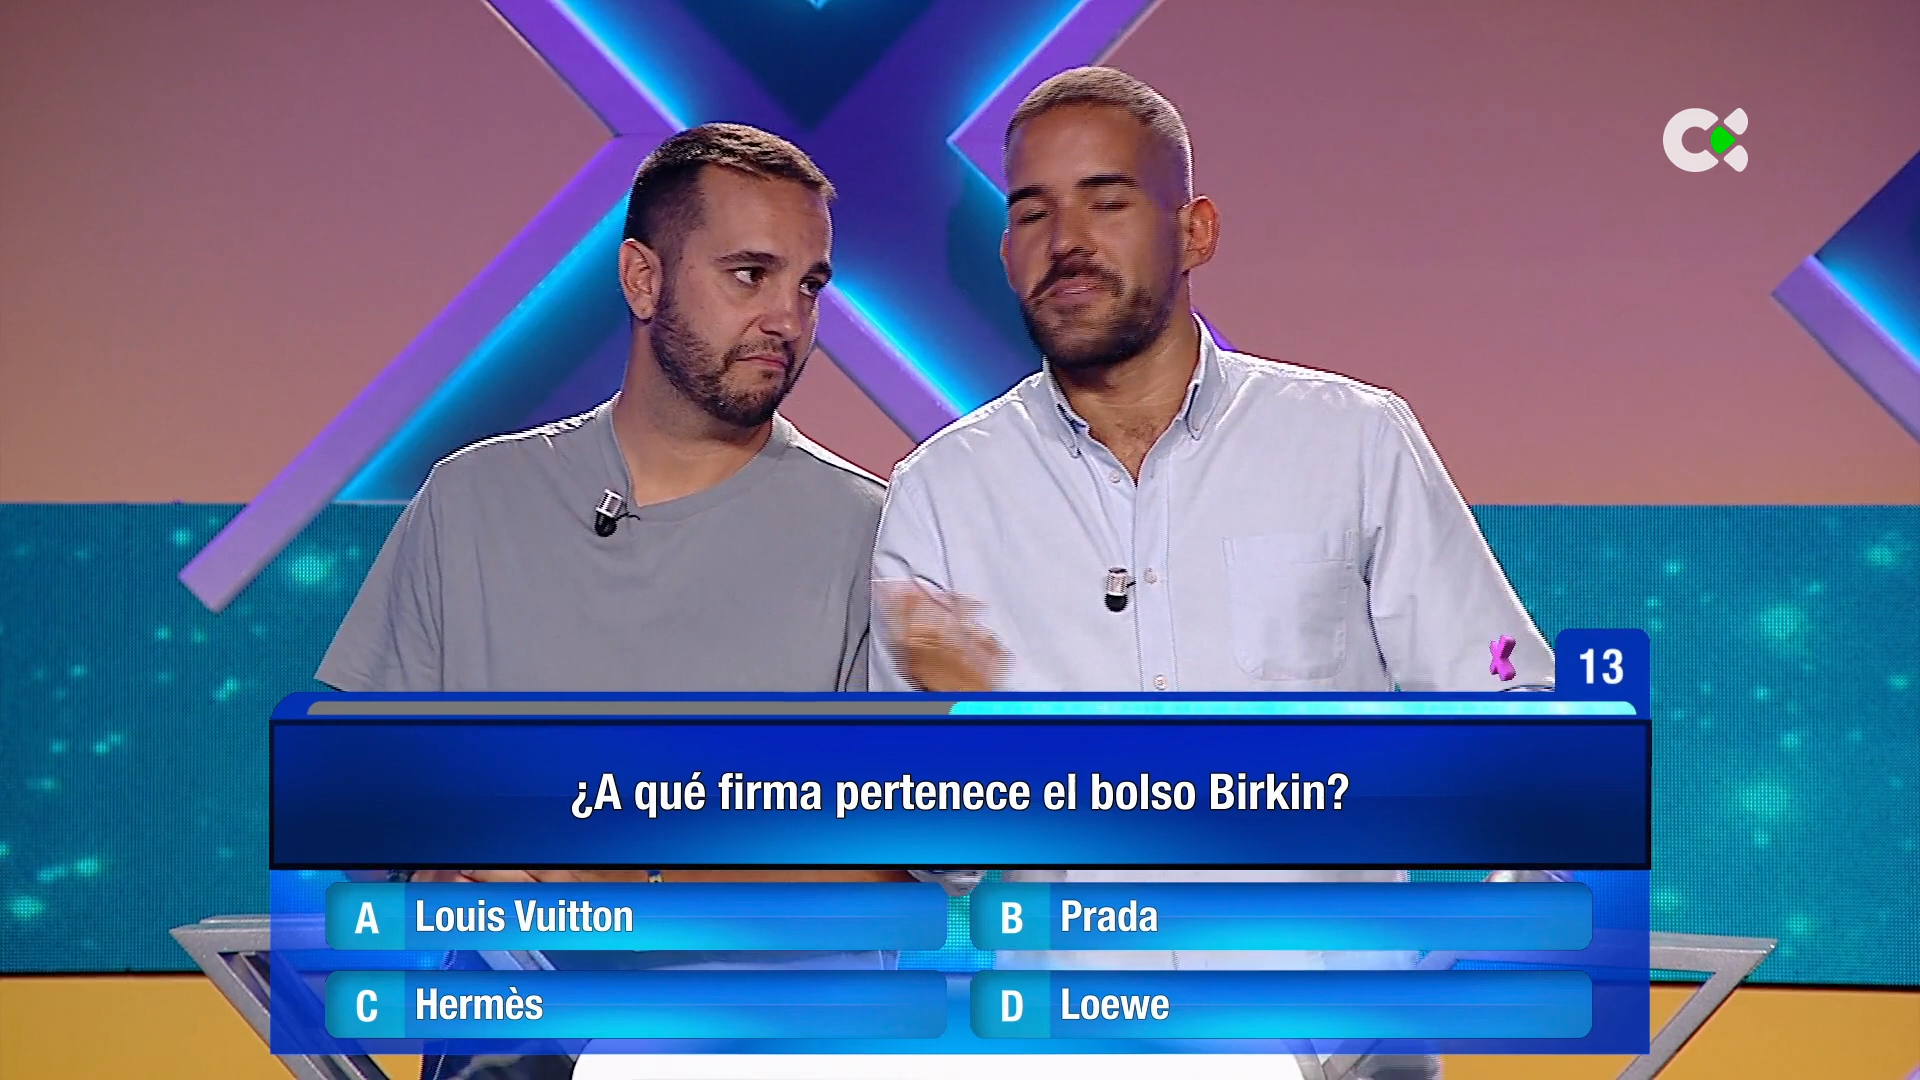 13
¿A qué firma pertenece el bolso Birkin?
A Louis Vuitton
B Prada
C Hermès
D Loewe